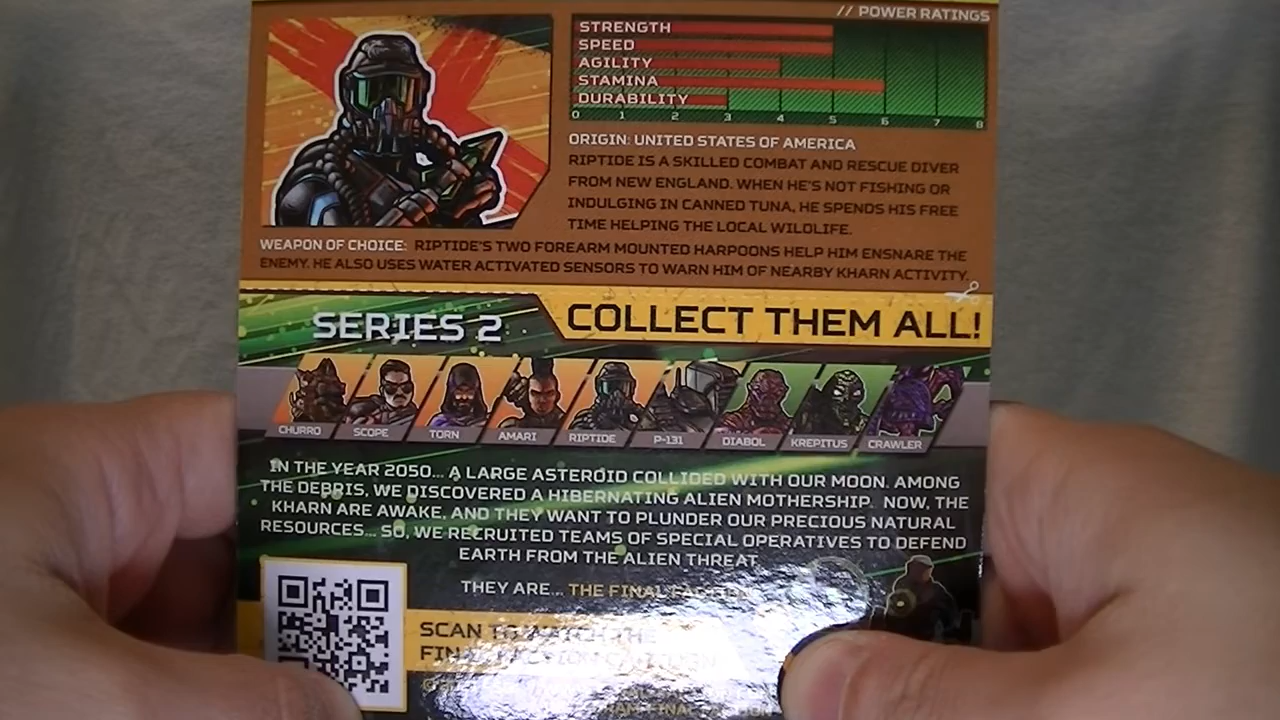 // POWER RATINGS
STRENGTH
SPEED
AGILITY
STAMINA
DURABILITY
0 1 2 3 4 5 6 7 8
ORIGIN: UNITED STATES OF AMERICA
RIPTIDE IS A SKILLED COMBAT AND RESCUE DIVER
FROM NEW ENGLAND. WHEN HE'S NOT FISHING OR
INDULGING IN CANNED TUNA, HE SPENDS HIS FREE
TIME HELPING THE LOCAL WILDLIFE.
WEAPON OF CHOICE: RIPTIDE'S TWO FOREARM MOUNTED HARPOONS HELP HIM ENSNARE THE
ENEMY. HE ALSO USES WATER ACTIVATED SENSORS TO WARN HIM OF NEARBY KHARN ACTIVITY.
SERIES 2
COLLECT THEM ALL!
CHURRO SCOPE TORN AMARI RIPTIDE P-131 DIABOL KREPITUS CRAWLER
IN THE YEAR 2050... A LARGE ASTEROID COLLIDED WITH OUR MOON. AMONG
THE DEBRIS, WE DISCOVERED A HIBERNATING ALIEN MOTHERSHIP. NOW, THE
KHARN ARE AWAKE, AND THEY WANT TO PLUNDER OUR PRECIOUS NATURAL
RESOURCES... SO, WE RECRUITED TEAMS OF SPECIAL OPERATIVES TO DEFEND
EARTH FROM THE ALIEN THREAT
THEY ARE... THE FINAL FACTION
SCAN TO WATCH THE
FINAL FACTION CARTOON